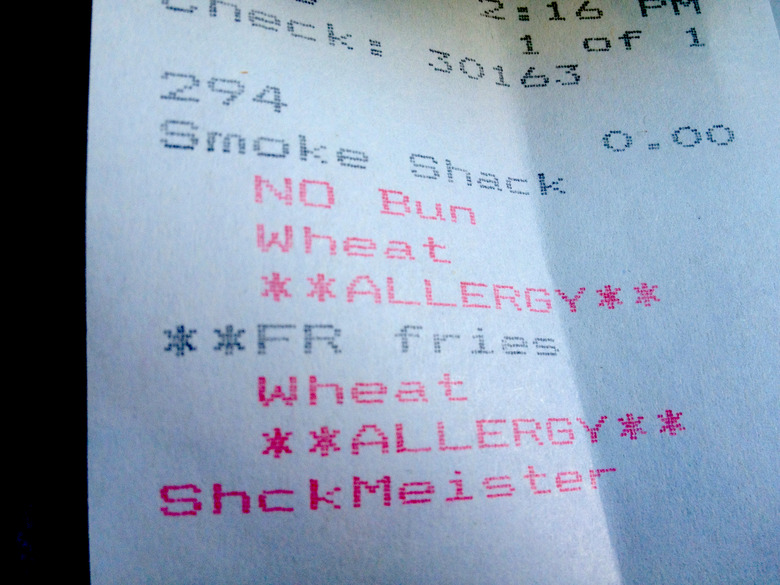 2:16 PM
Check: 1 of 1
30163
294
Smoke Shack 0.00
NO Bun
Wheat
**ALLERGY**
**FR fries
Wheat
**ALLERGY**
ShckMeister